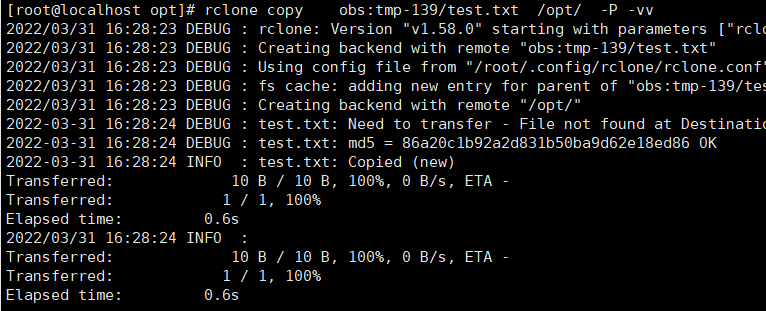 [root@localhost opt]# rclone copy    obs:tmp-139/test.txt  /opt/  -P -vv
2022/03/31 16:28:23 DEBUG : rclone: Version "v1.58.0" starting with parameters ["rclo
2022/03/31 16:28:23 DEBUG : Creating backend with remote "obs:tmp-139/test.txt"
2022/03/31 16:28:23 DEBUG : Using config file from "/root/.config/rclone/rclone.conf"
2022/03/31 16:28:23 DEBUG : fs cache: adding new entry for parent of "obs:tmp-139/tes
2022/03/31 16:28:23 DEBUG : Creating backend with remote "/opt/"
2022-03-31 16:28:24 DEBUG : test.txt: Need to transfer - File not found at Destinatio
2022-03-31 16:28:24 DEBUG : test.txt: md5 = 86a20c1b92a2d831b50ba9d62e18ed86 OK
2022-03-31 16:28:24 INFO  : test.txt: Copied (new)
Transferred:             10 B / 10 B, 100%, 0 B/s, ETA -
Transferred:            1 / 1, 100%
Elapsed time:         0.6s
2022/03/31 16:28:24 INFO  :
Transferred:             10 B / 10 B, 100%, 0 B/s, ETA -
Transferred:            1 / 1, 100%
Elapsed time:         0.6s